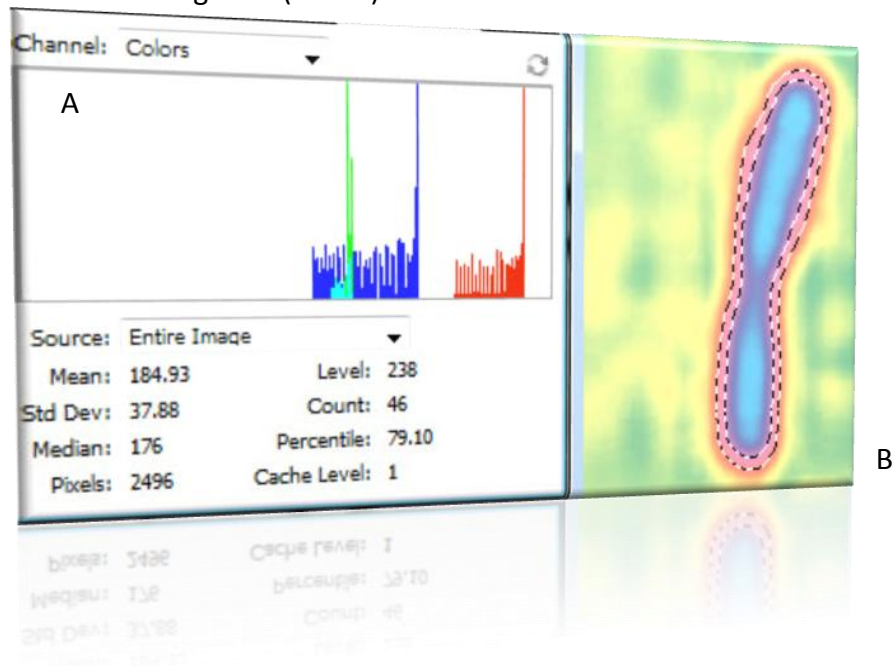 Channel: Colors
A
Source: Entire Image
Mean: 184.93 Level: 238
Std Dev: 37.88 Count: 46
Median: 176 Percentile: 79.10
Pixels: 2496 Cache Level: 1
B